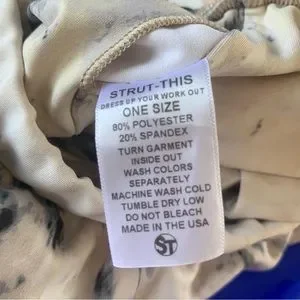 STRUT-THIS
DRESS UP YOUR WORK OUT
ONE SIZE
80% POLYESTER
20% SPANDEX
TURN GARMENT
INSIDE OUT
WASH COLORS
SEPARATELY
MACHINE WASH COLD
TUMBLE DRY LOW
DO NOT BLEACH
MADE IN THE USA
ST